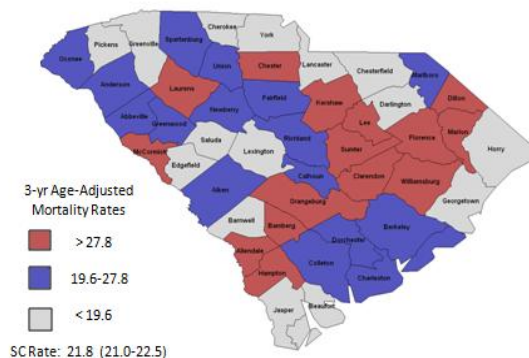 Cherokee
York
Spartenburg
Greenville
Pickens
Oconee
Union
Chester
Lancaster
Chesterfield
Marlboro
Anderson
Laurens
Kershaw
Darlington
Dillon
Newberry
Fairfield
Lee
Florence
Marion
Abbeville
Greenwood
Saluda
Richland
Horry
McCormick
Lexington
Sumter
Edgefield
Calhoun
Clarendon
Williamsburg
Aiken
Orangeburg
Georgetown
Barnwell
Bamberg
Berkeley
Dorchester
Allendale
Colleton
Charleston
Hampton
Jasper
Beaufort
3-yr Age-Adjusted
Mortality Rates
>27.8
19.6-27.8
<19.6
SC Rate: 21.8 (21.0-22.5)